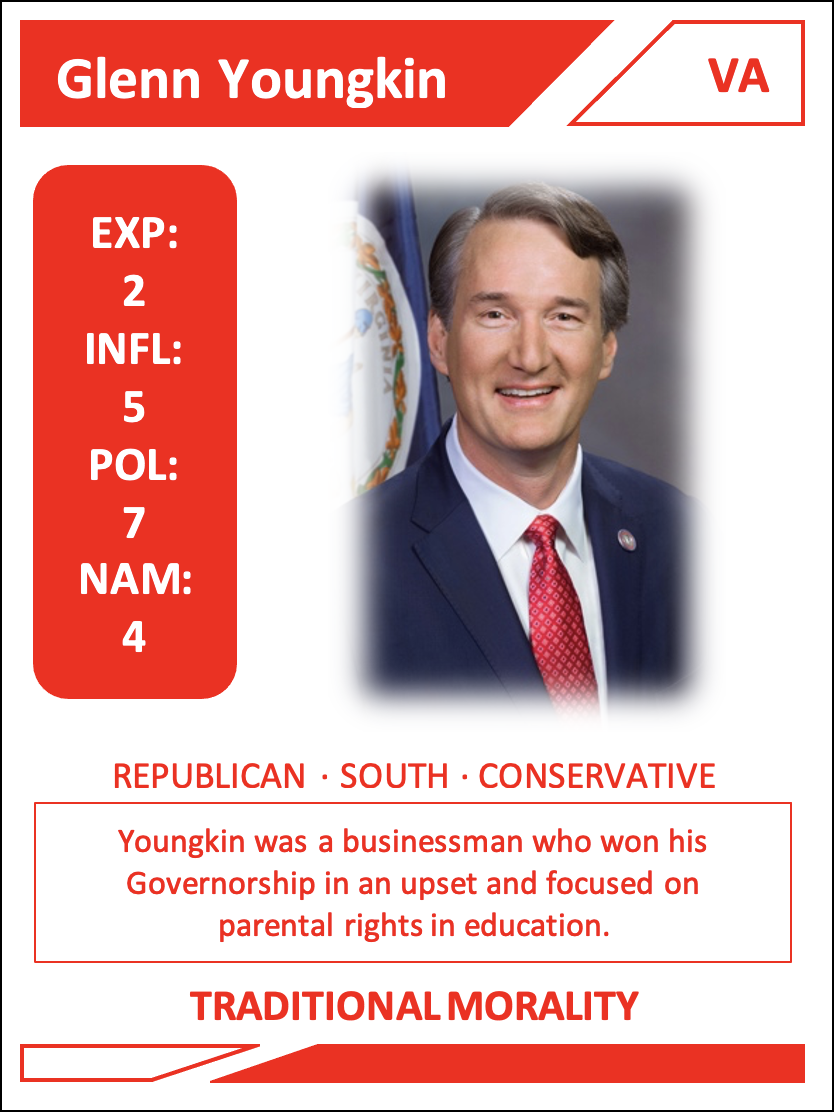 Glenn Youngkin
VA
EXP:
2
INFL:
5
POL:
7
NAM:
4
REPUBLICAN · SOUTH · CONSERVATIVE
Youngkin was a businessman who won his
Governorship in an upset and focused on
parental rights in education.
TRADITIONAL MORALITY